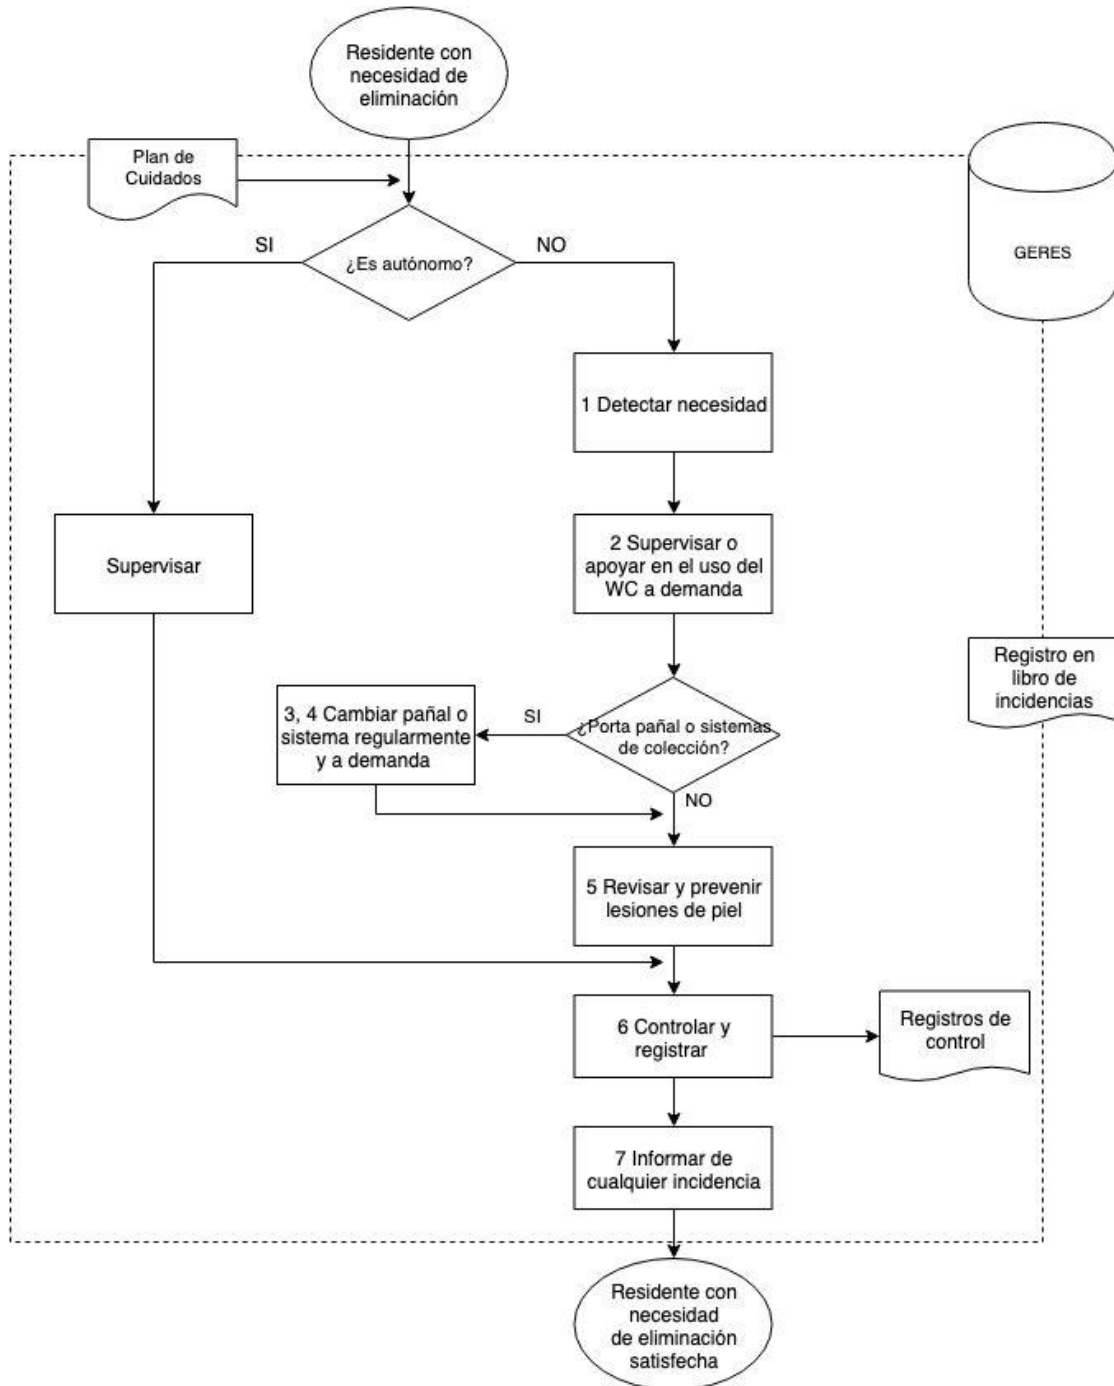 Residente con
necesidad de
eliminación
Plan de
Cuidados
GERES
SI
NO
¿Es autónomo?
1 Detectar necesidad
Supervisar
2 Supervisar o
apoyar en el uso del
WC a demanda
Registro en
libro de
incidencias
3, 4 Cambiar pañal o
sistema regularmente
y a demanda
SI
¿Porta pañal o sistemas
de colección?
NO
5 Revisar y prevenir
lesiones de piel
6 Controlar y
registrar
Registros de
control
7 Informar de
cualquier incidencia
Residente con
necesidad
de eliminación
satisfecha